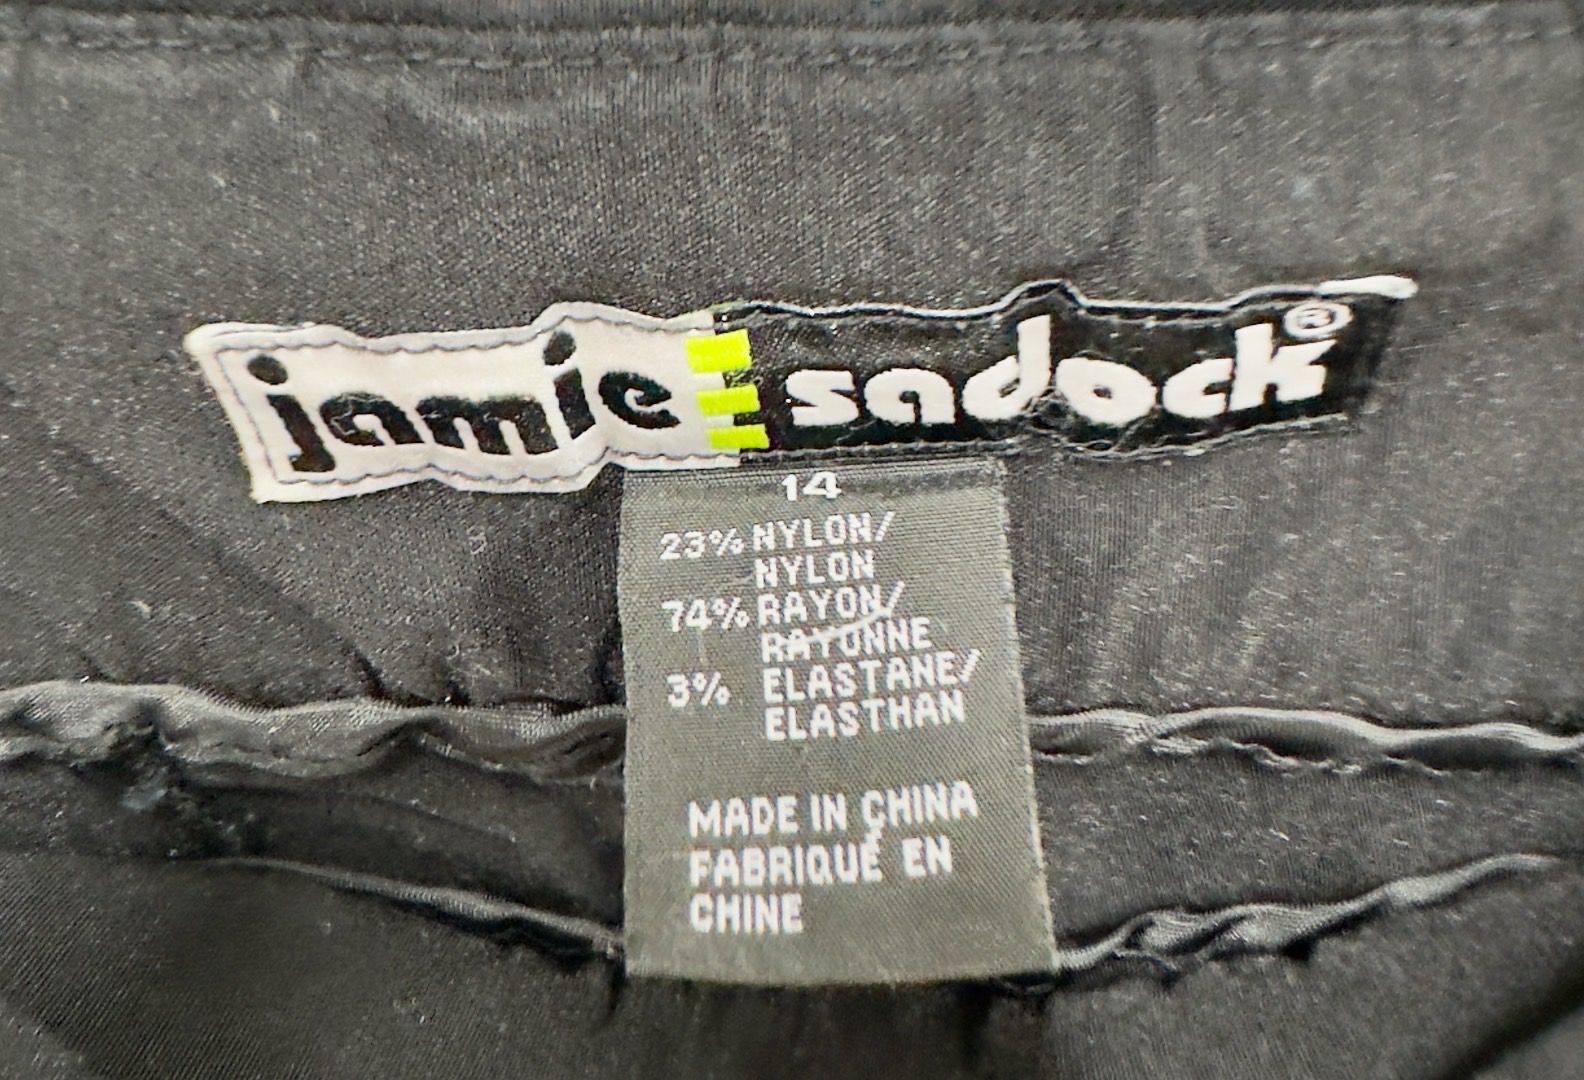 jamie sadock®
14
23% NYLON/
NYLON
74% RAYON/
RAYONNE
3% ELASTANE/
ELASTHAN
MADE IN CHINA
FABRIQUÉ EN
CHINE